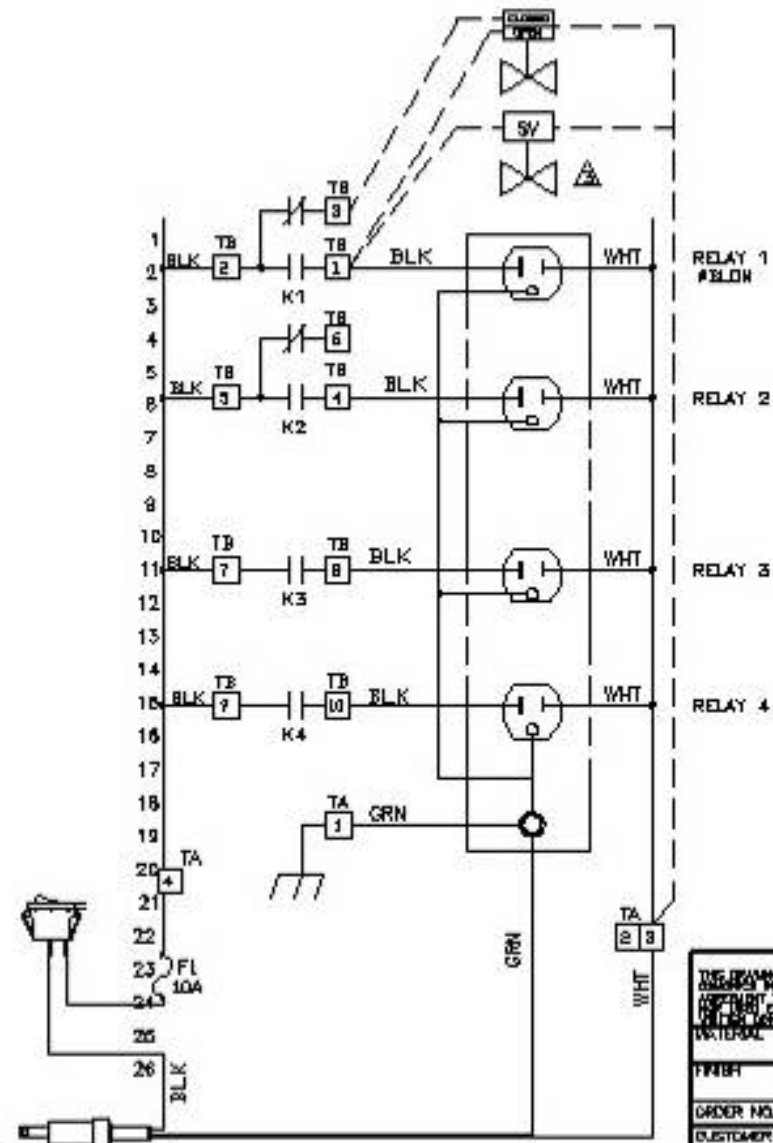 CLOSED
OPEN
SV
3
TB
3
1
BLK
TB
2
TB
1
BLK
WHT
RELAY 1
2
K1
3
TB
6
4
5
BLK
TB
5
TB
4
BLK
WHT
RELAY 2
6
K2
7
8
9
10
11
BLK
TB
7
TB
8
BLK
WHT
RELAY 3
K3
12
13
14
15
BLK
TB
9
TB
10
BLK
WHT
RELAY 4
K4
16
17
18
TA
1
GRN
19
20
TA
4
21
22
23
F1
10A
24
25
26
BLK
GRN
TA
2 3
WHT
MATERIAL
FINISH
ORDER NO.
CUSTOMER